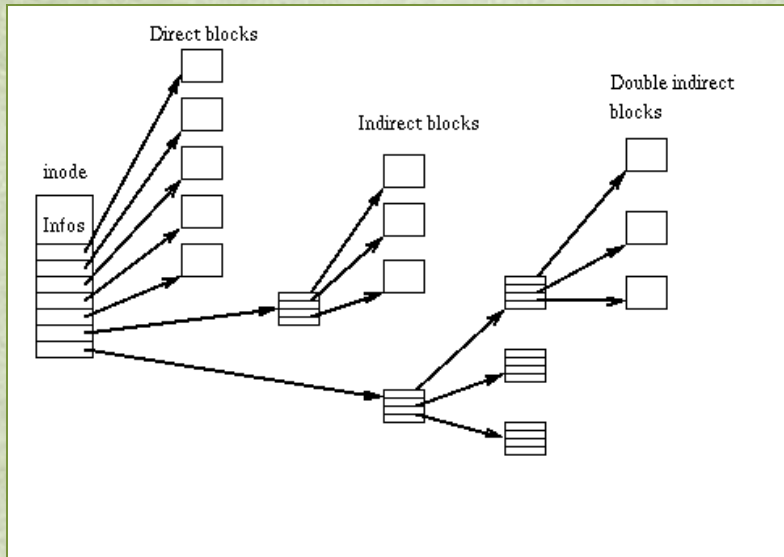 Direct blocks
Double indirect
blocks
Indirect blocks
inode
Infos